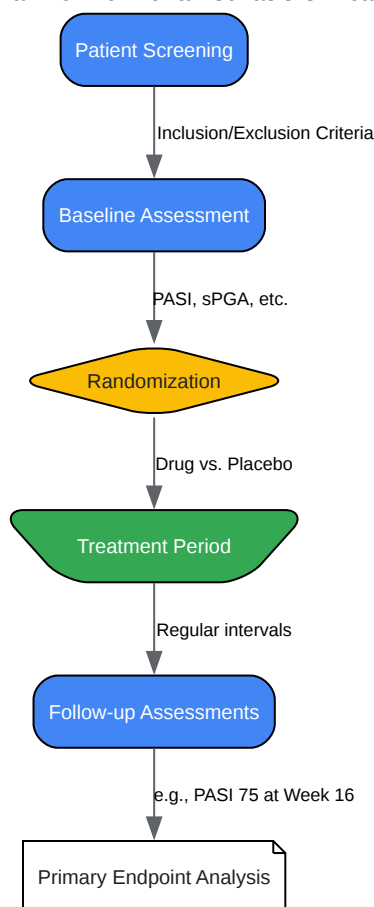 Patient Screening
Inclusion/Exclusion Criteria
Baseline Assessment
PASI, sPGA, etc.
Randomization
Drug vs. Placebo
Treatment Period
Regular intervals
Follow-up Assessments
e.g., PASI 75 at Week 16
Primary Endpoint Analysis